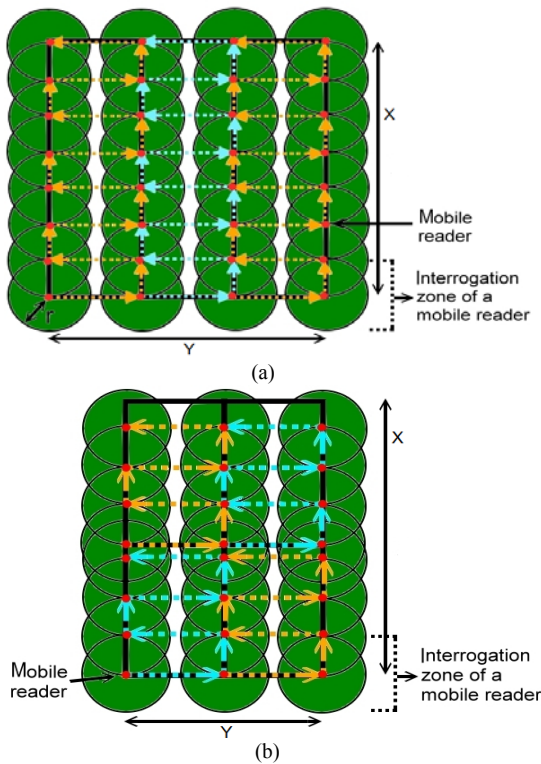 X
Mobile
reader
Interrogation
zone of a
mobile reader
r
Y
(a)
X
Interrogation
zone of a
mobile reader
Mobile
reader
Y
(b)